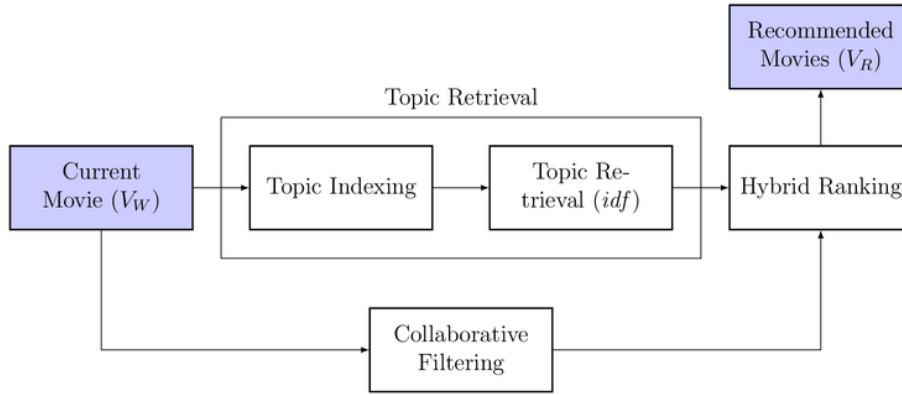 Recommended
Movies (V_R)
Topic Retrieval
Current
Movie (V_W)
Topic Indexing
Topic Re-
trieval (idf)
Hybrid Ranking
Collaborative
Filtering